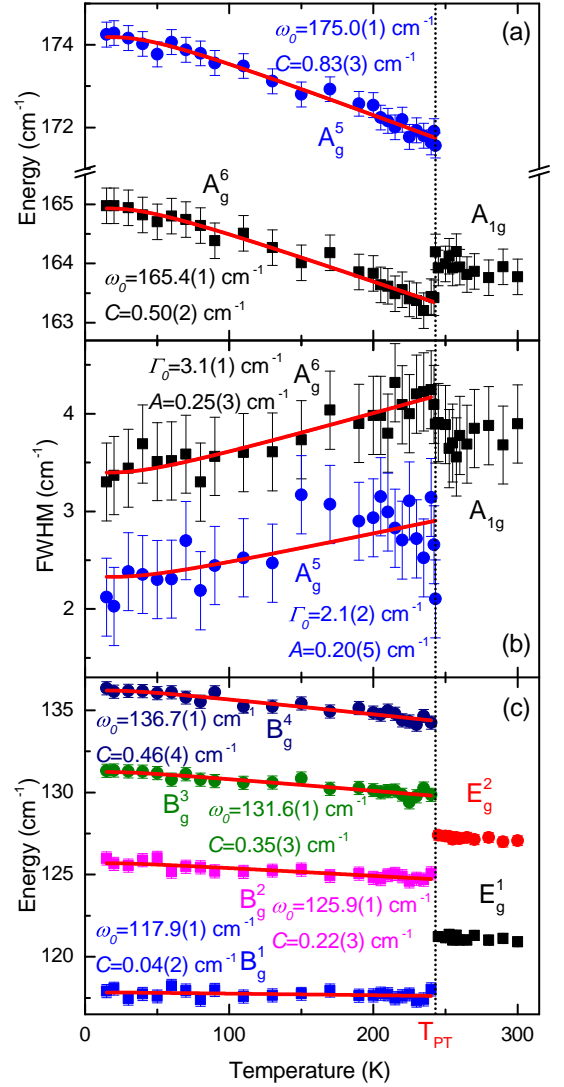 (a)
ω₀=175.0(1) cm⁻¹
C=0.83(3) cm⁻¹
174
172
A_g^5
Energy (cm⁻¹)
165
164
163
A_g^6
A_1g
ω₀=165.4(1) cm⁻¹
C=0.50(2) cm⁻¹
Γ₀=3.1(1) cm⁻¹
A_g^6
A=0.25(3) cm⁻¹
4
3
2
FWHM (cm⁻¹)
A_1g
A_g^5
Γ₀=2.1(2) cm⁻¹
A=0.20(5) cm⁻¹
(b)
(c)
135
130
125
120
Energy (cm⁻¹)
ω₀=136.7(1) cm⁻¹
B_g^4
C=0.46(4) cm⁻¹
B_g^3
ω₀=131.6(1) cm⁻¹
C=0.35(3) cm⁻¹
E_g^2
B_g^2
ω₀=125.9(1) cm⁻¹
C=0.22(3) cm⁻¹
E_g^1
ω₀=117.9(1) cm⁻¹
C=0.04(2) cm⁻¹
B_g^1
0 50 100 150 200 250 300
T_PT
Temperature (K)